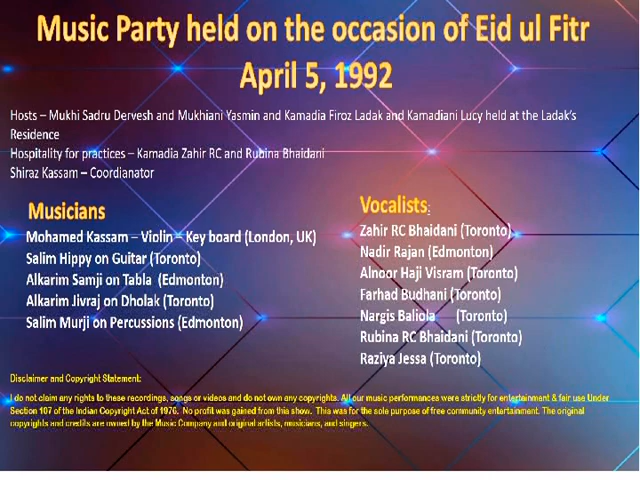 Music Party held on the occasion of Eid ul Fitr
April 5, 1992
Hosts – Mukhi Sadru Dervesh and Mukhiani Yasmin and Kamadia Firoz Ladak and Kamadiani Lucy held at the Ladak's
Residence
Hospitality for practices – Kamadia Zahir RC and Rubina Bhaidani
Shiraz Kassam – Coordianator
Musicians
Mohamed Kassam – Violin – Key board (London, UK)
Salim Hippy on Guitar (Toronto)
Alkarim Samji on Tabla (Edmonton)
Alkarim Jivraj on Dholak (Toronto)
Salim Murji on Percussions (Edmonton)
Vocalists:
Zahir RC Bhaidani (Toronto)
Nadir Rajan (Edmonton)
Alnoor Haji Visram (Toronto)
Farhad Budhani (Toronto)
Nargis Baliola (Toronto)
Rubina RC Bhaidani (Toronto)
Raziya Jessa (Toronto)
Disclaimer and Copyright Statement:
I do not claim any rights to these recordings, songs or videos and do not own any copyrights. All our music performances were strictly for entertainment & fair use Under
Section 107 of the Indian Copyright Act of 1976. No profit was gained from this show. This was for the sole purpose of free community entertainment. The original
copyrights and credits are owned by the Music Company and original artists, musicians, and singers.